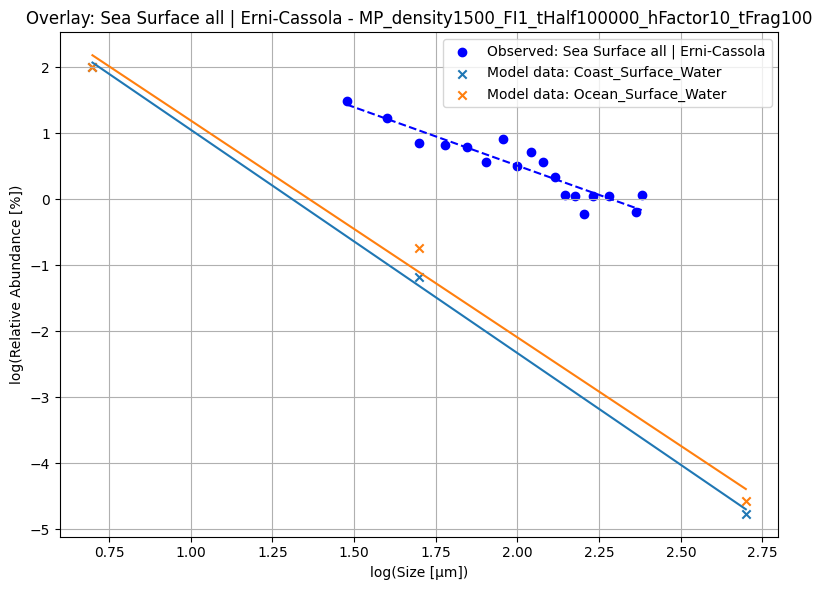 Overlay: Sea Surface all | Erni-Cassola - MP_density1500_FI1_tHalf100000_hFactor10_tFrag100
Observed: Sea Surface all | Erni-Cassola
Model data: Coast_Surface_Water
Model data: Ocean_Surface_Water
log(Relative Abundance [%])
2
1
0
−1
−2
−3
−4
−5
0.75
1.00
1.25
1.50
1.75
2.00
2.25
2.50
2.75
log(Size [μm])